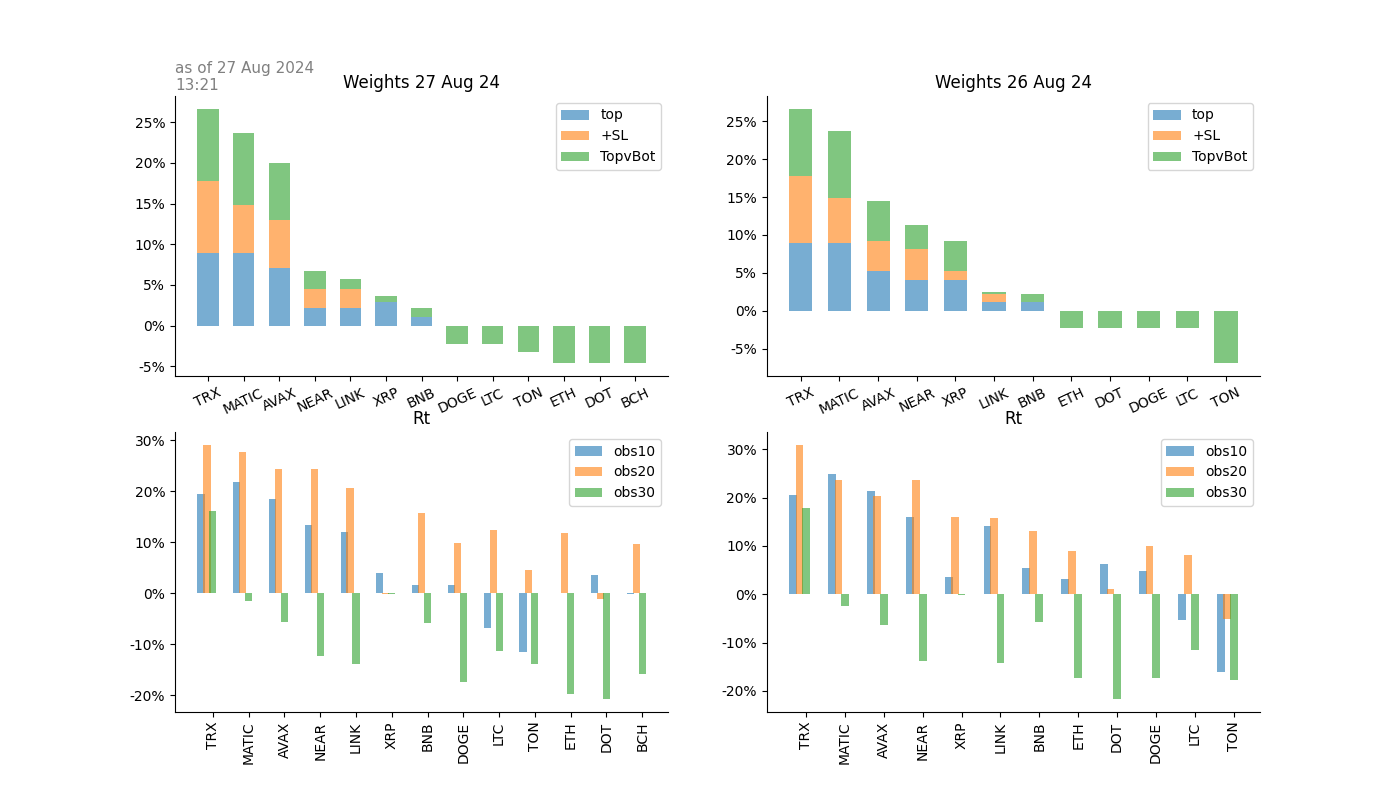 as of 27 Aug 2024
13:21
Weights 27 Aug 24
25%
20%
15%
10%
5%
0%
-5%
top
+SL
TopvBot
TRX MATIC AVAX NEAR LINK XRP BNB DOGE LTC TON ETH DOT BCH
Weights 26 Aug 24
25%
20%
15%
10%
5%
0%
-5%
top
+SL
TopvBot
TRX MATIC AVAX NEAR XRP LINK BNB ETH DOT DOGE LTC TON
Rt
30%
20%
10%
0%
-10%
-20%
obs10
obs20
obs30
TRX MATIC AVAX NEAR LINK XRP BNB DOGE LTC TON ETH DOT BCH
Rt
30%
20%
10%
0%
-10%
-20%
obs10
obs20
obs30
TRX MATIC AVAX NEAR XRP LINK BNB ETH DOT DOGE LTC TON